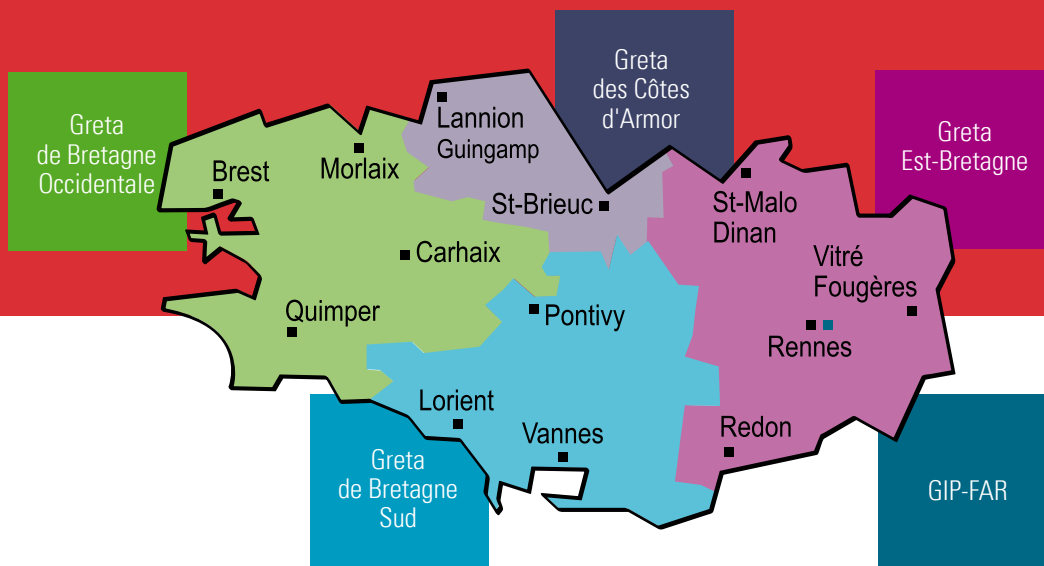 Greta
de Bretagne
Occidentale
Greta
des Côtes
d'Armor
Greta
Est-Bretagne
Lannion
Guingamp
Morlaix
Brest
St-Brieuc
St-Malo
Dinan
Carhaix
Vitré
Fougères
Quimper
Pontivy
Rennes
Lorient
Vannes
Redon
Greta
de Bretagne
Sud
GIP-FAR